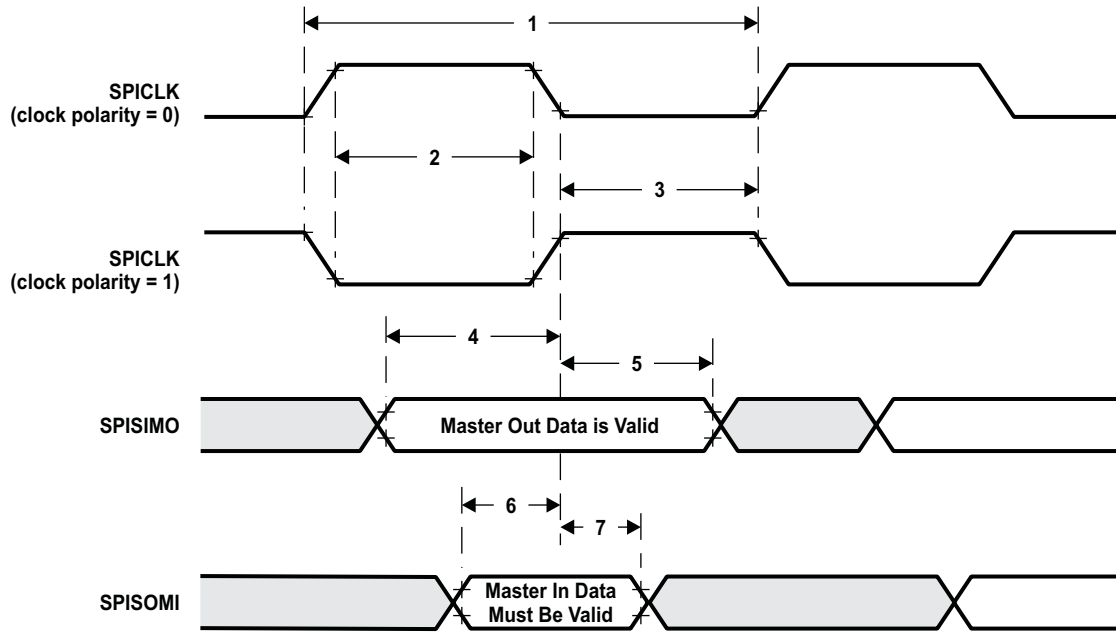 1
SPICLK
(clock polarity = 0)
2
3
SPICLK
(clock polarity = 1)
4
5
SPISIMO
Master Out Data is Valid
6
7
SPISOMI
Master In Data
Must Be Valid